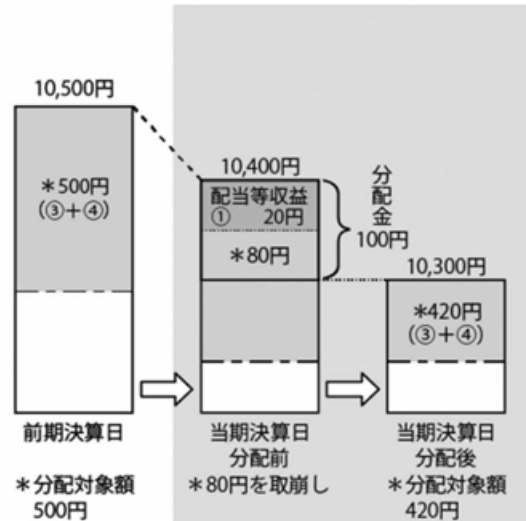 10,500円
*500円
(③+④)
前期決算日
*分配対象額
500円
10,400円
配当等収益
① 20円
*80円
分配金
100円
当期決算日
分配前
*80円を取崩し
10,300円
*420円
(③+④)
当期決算日
分配後
*分配対象額
420円